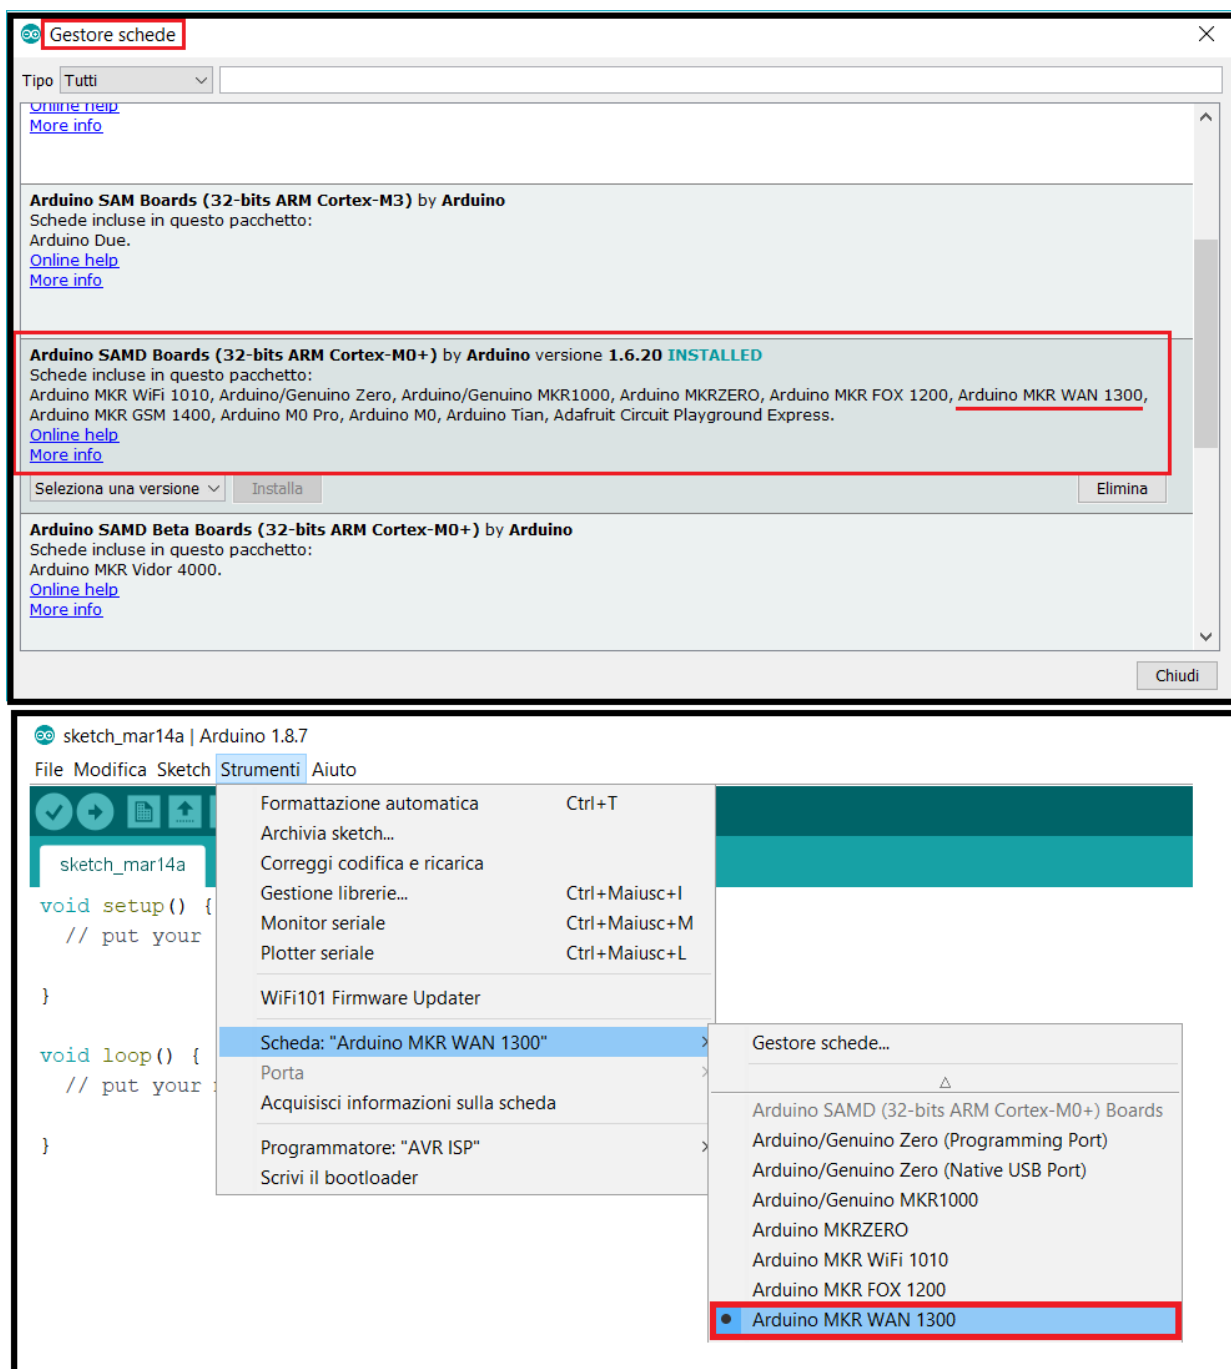 Gestore schede
Tipo Tutti
Online help
More info
Arduino SAM Boards (32-bits ARM Cortex-M3) by Arduino
Schede incluse in questo pacchetto:
Arduino Due.
Online help
More info
Arduino SAMD Boards (32-bits ARM Cortex-M0+) by Arduino versione 1.6.20 INSTALLED
Schede incluse in questo pacchetto:
Arduino MKR WiFi 1010, Arduino/Genuino Zero, Arduino/Genuino MKR1000, Arduino MKRZERO, Arduino MKR FOX 1200, Arduino MKR WAN 1300,
Arduino MKR GSM 1400, Arduino M0 Pro, Arduino M0, Arduino Tian, Adafruit Circuit Playground Express.
Online help
More info
Seleziona una versione Installa Elimina
Arduino SAMD Beta Boards (32-bits ARM Cortex-M0+) by Arduino
Schede incluse in questo pacchetto:
Arduino MKR Vidor 4000.
Online help
More info
Chiudi
sketch_mar14a | Arduino 1.8.7
File Modifica Sketch Strumenti Aiuto
sketch_mar14a
void setup() {
// put your
}
void loop() {
// put your
}
Formattazione automatica Ctrl+T
Archivia sketch...
Correggi codifica e ricarica
Gestione librerie... Ctrl+Maiusc+I
Monitor seriale Ctrl+Maiusc+M
Plotter seriale Ctrl+Maiusc+L
WiFi101 Firmware Updater
Scheda: "Arduino MKR WAN 1300"
Porta
Acquisisci informazioni sulla scheda
Programmatore: "AVR ISP"
Scrivi il bootloader
Gestore schede...
Arduino SAMD (32-bits ARM Cortex-M0+) Boards
Arduino/Genuino Zero (Programming Port)
Arduino/Genuino Zero (Native USB Port)
Arduino/Genuino MKR1000
Arduino MKRZERO
Arduino MKR WiFi 1010
Arduino MKR FOX 1200
Arduino MKR WAN 1300